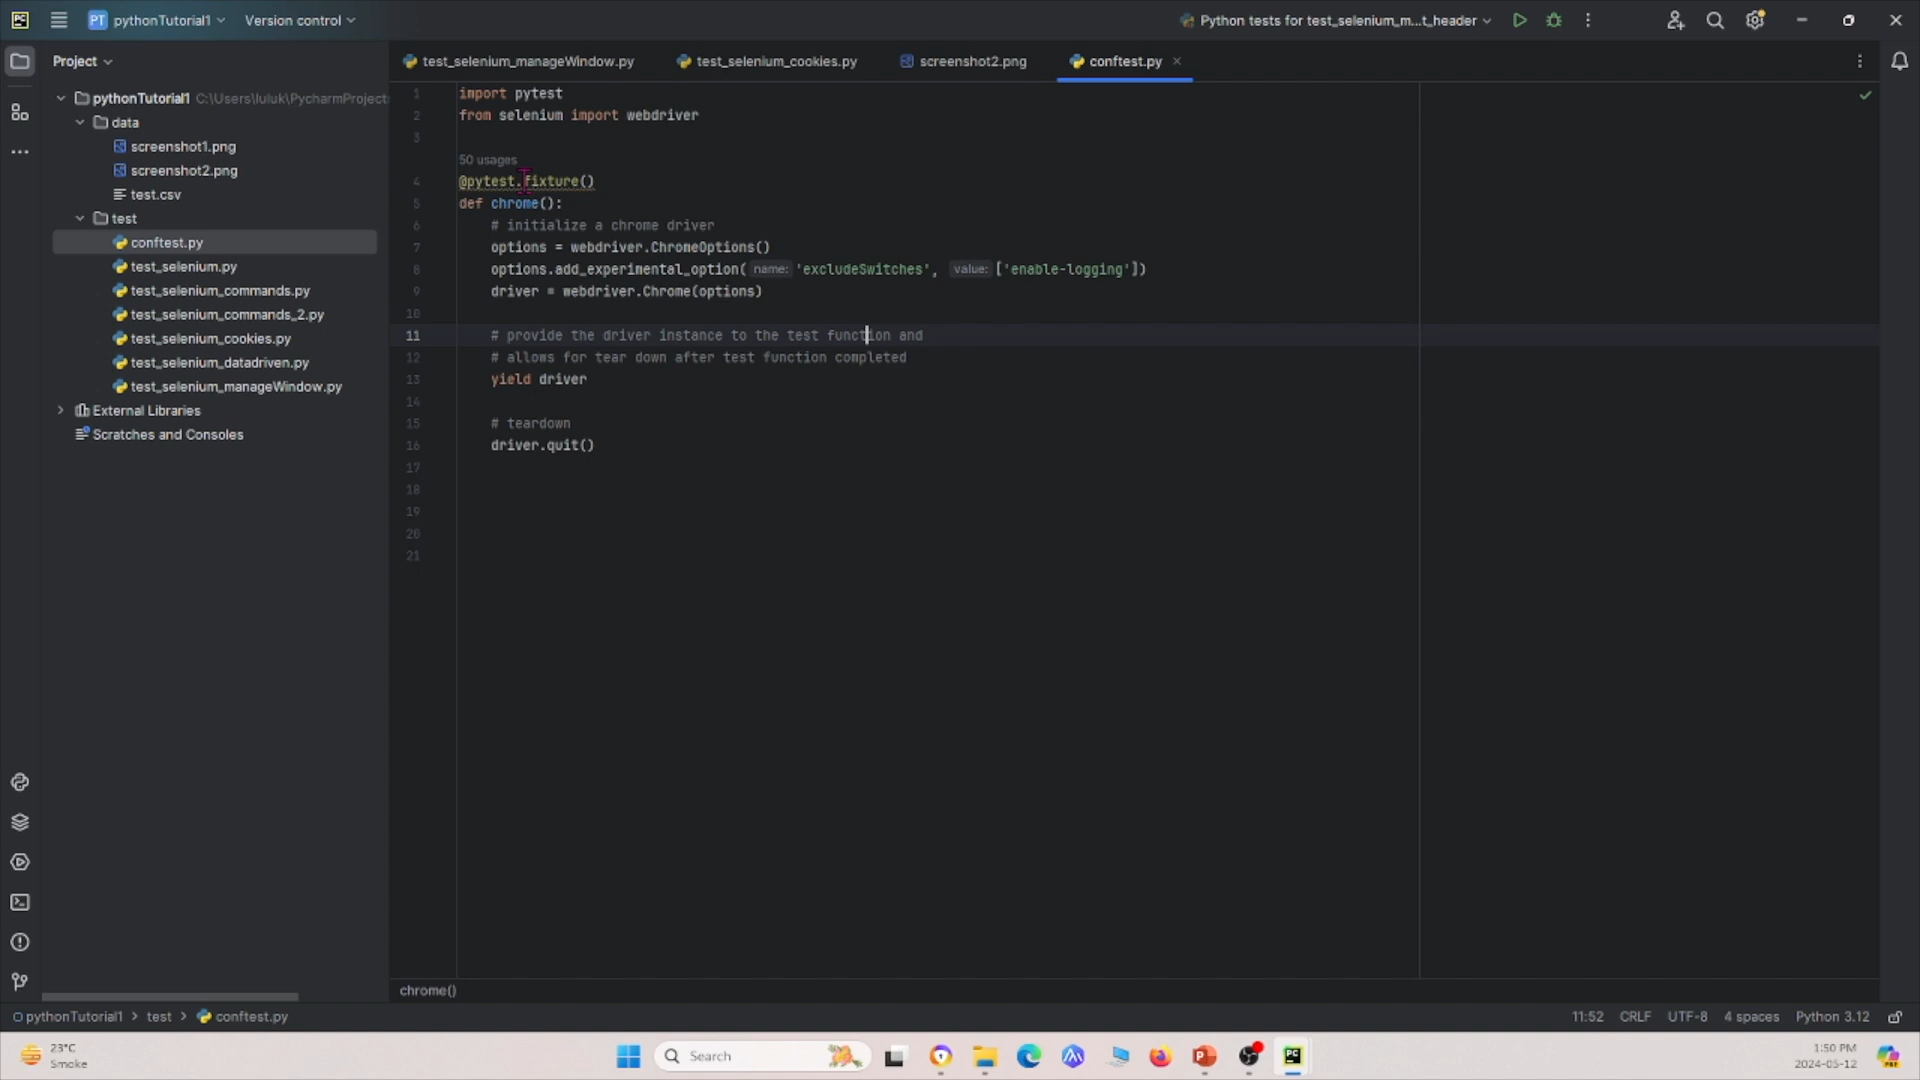 PC
PT pythonTutorial1
Version control
Python tests for test_selenium_m...t_header
Project
test_selenium_manageWindow.py
test_selenium_cookies.py
screenshot2.png
conftest.py
pythonTutorial1 C:\Users\luluk\PycharmProject
data
screenshot1.png
screenshot2.png
test.csv
test
conftest.py
test_selenium.py
test_selenium_commands.py
test_selenium_commands_2.py
test_selenium_cookies.py
test_selenium_datadriven.py
test_selenium_manageWindow.py
External Libraries
Scratches and Consoles
1 import pytest
2 from selenium import webdriver
3
50 usages
4 @pytest.fixture()
5 def chrome():
6 # initialize a chrome driver
7 options = webdriver.ChromeOptions()
8 options.add_experimental_option( name: 'excludeSwitches', value: ['enable-logging'])
9 driver = webdriver.Chrome(options)
10
11 # provide the driver instance to the test function and
12 # allows for tear down after test function completed
13 yield driver
14
15 # teardown
16 driver.quit()
17
18
19
20
21
chrome()
pythonTutorial1 > test > conftest.py
11:52 CRLF UTF-8 4 spaces Python 3.12
23°C
Smoke
Search
PC
1:50 PM
2024-05-12